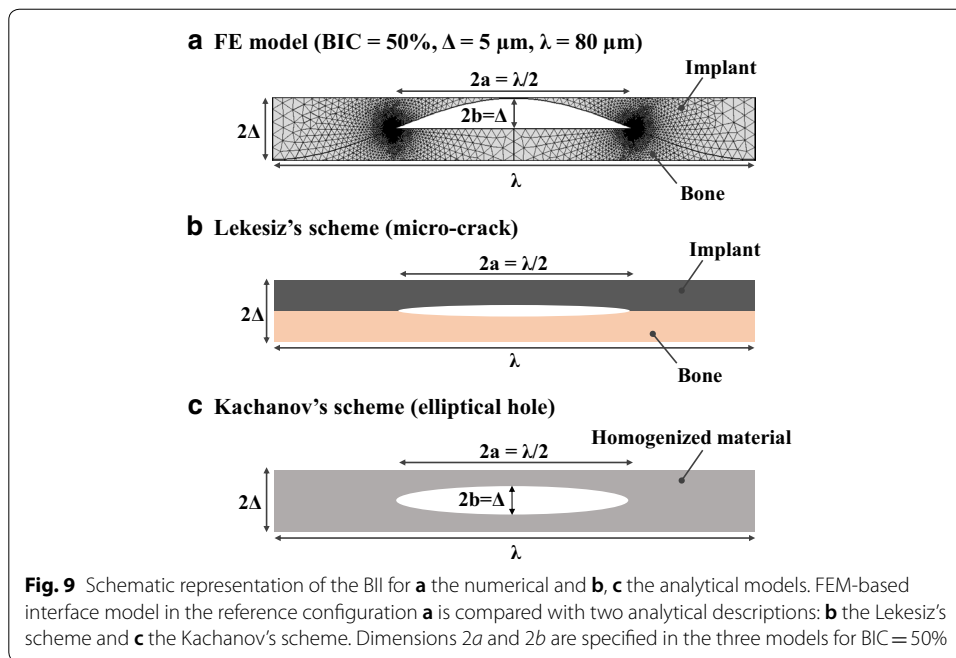 a FE model (BIC = 50%, Δ = 5 µm, λ = 80 µm)
2a = λ/2
Implant
2b=Δ
2Δ
λ
Bone
b Lekesiz's scheme (micro-crack)
2a = λ/2
Implant
2Δ
λ
Bone
c Kachanov's scheme (elliptical hole)
Homogenized material
2a = λ/2
2b=Δ
2Δ
λ
Fig. 9 Schematic representation of the BII for a the numerical and b, c the analytical models. FEM-based
interface model in the reference configuration a is compared with two analytical descriptions: b the Lekesiz's
scheme and c the Kachanov's scheme. Dimensions 2a and 2b are specified in the three models for BIC = 50%